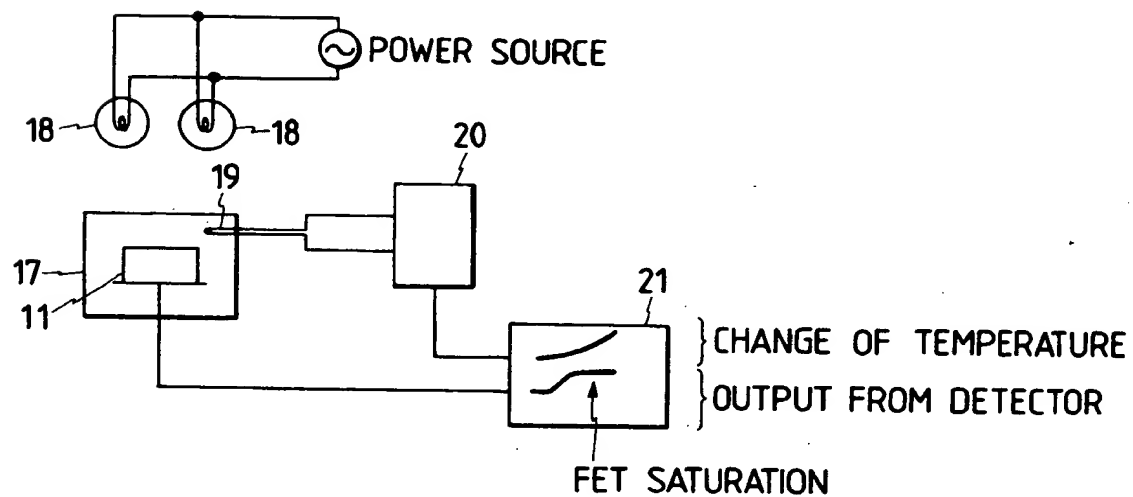 POWER SOURCE
18
18
20
19
17
11
21
CHANGE OF TEMPERATURE
OUTPUT FROM DETECTOR
FET SATURATION